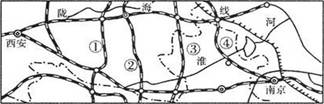 陇 海 线 河
西安 ① ② ③ ④
淮
南京